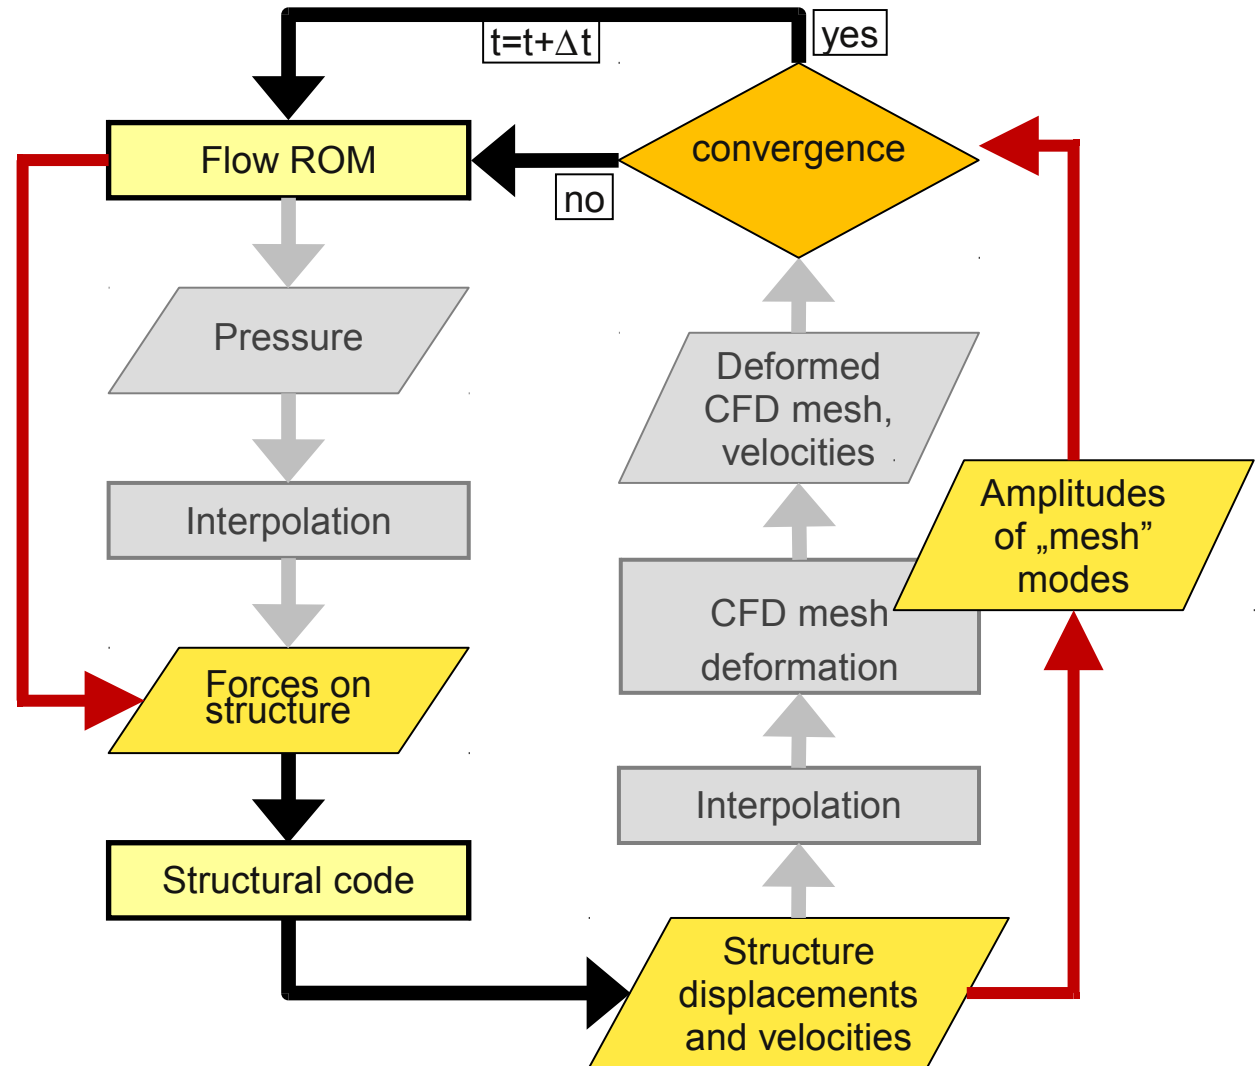 t=t+Δt
yes
Flow ROM
convergence
no
Pressure
Deformed
CFD mesh,
velocities
Interpolation
Amplitudes
of „mesh”
modes
CFD mesh
deformation
Forces on
structure
Interpolation
Structural code
Structure
displacements
and velocities